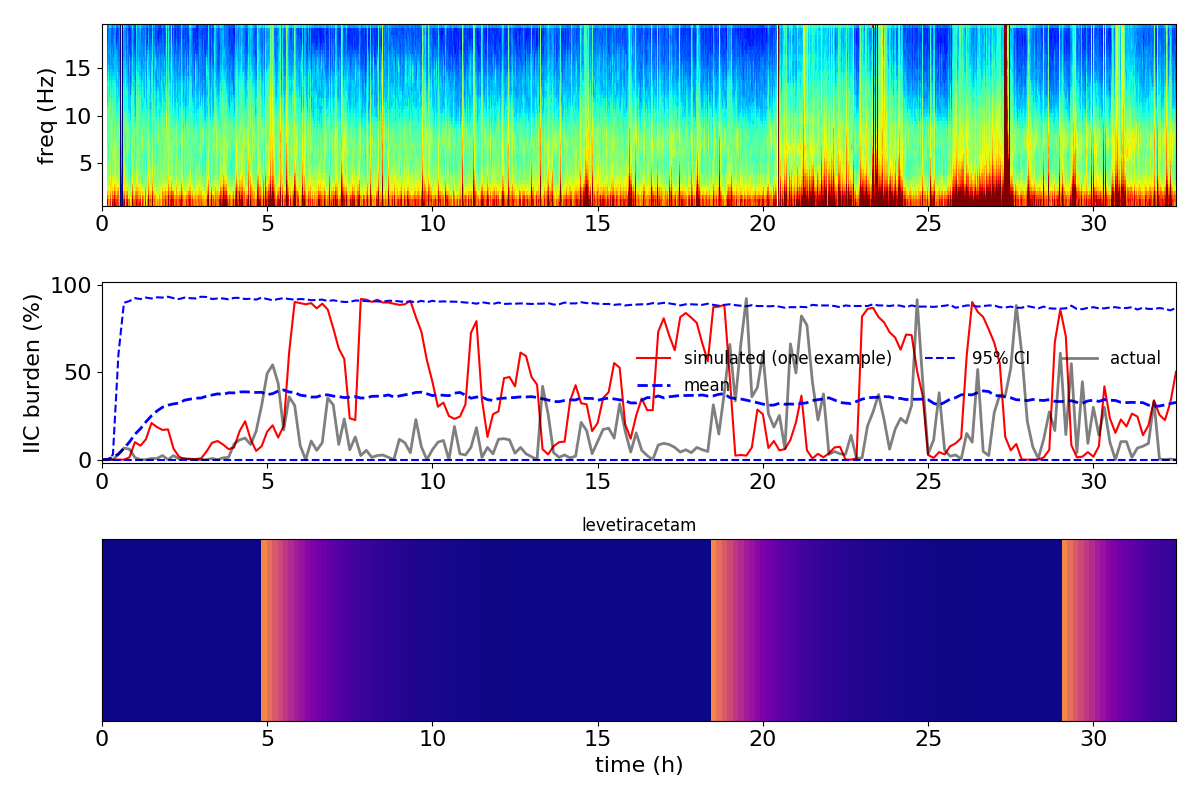 freq (Hz)
15
10
5
0 5 10 15 20 25 30
IIC burden (%)
100
50
0
simulated (one example) 95% CI actual
mean
0 5 10 15 20 25 30
levetiracetam
0 5 10 15 20 25 30
time (h)